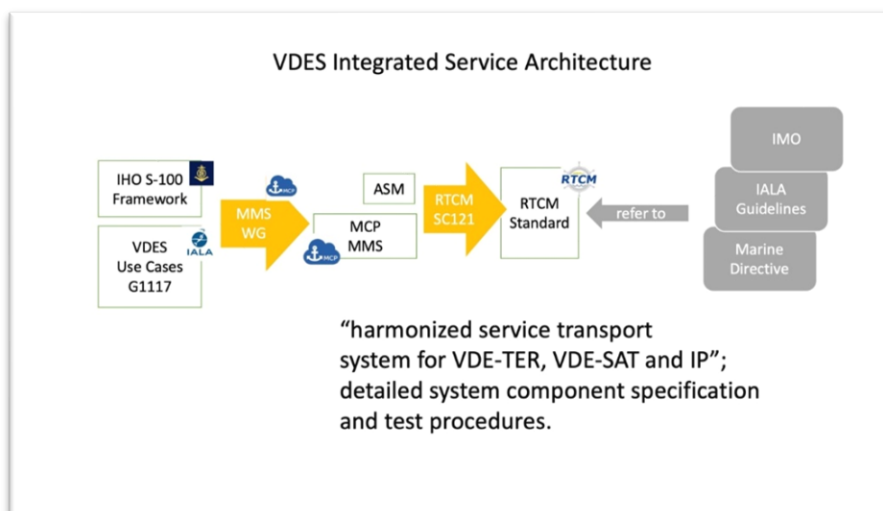 VDES Integrated Service Architecture
IHO S-100
Framework
VDES
Use Cases
G1117
IALA
MMS
WG
MCP
ASM
MCP
MMS
MCP
RTCM
SC121
RTCM
RTCM
Standard
refer to
IMO
IALA
Guidelines
Marine
Directive
“harmonized service transport
system for VDE-TER, VDE-SAT and IP”;
detailed system component specification
and test procedures.